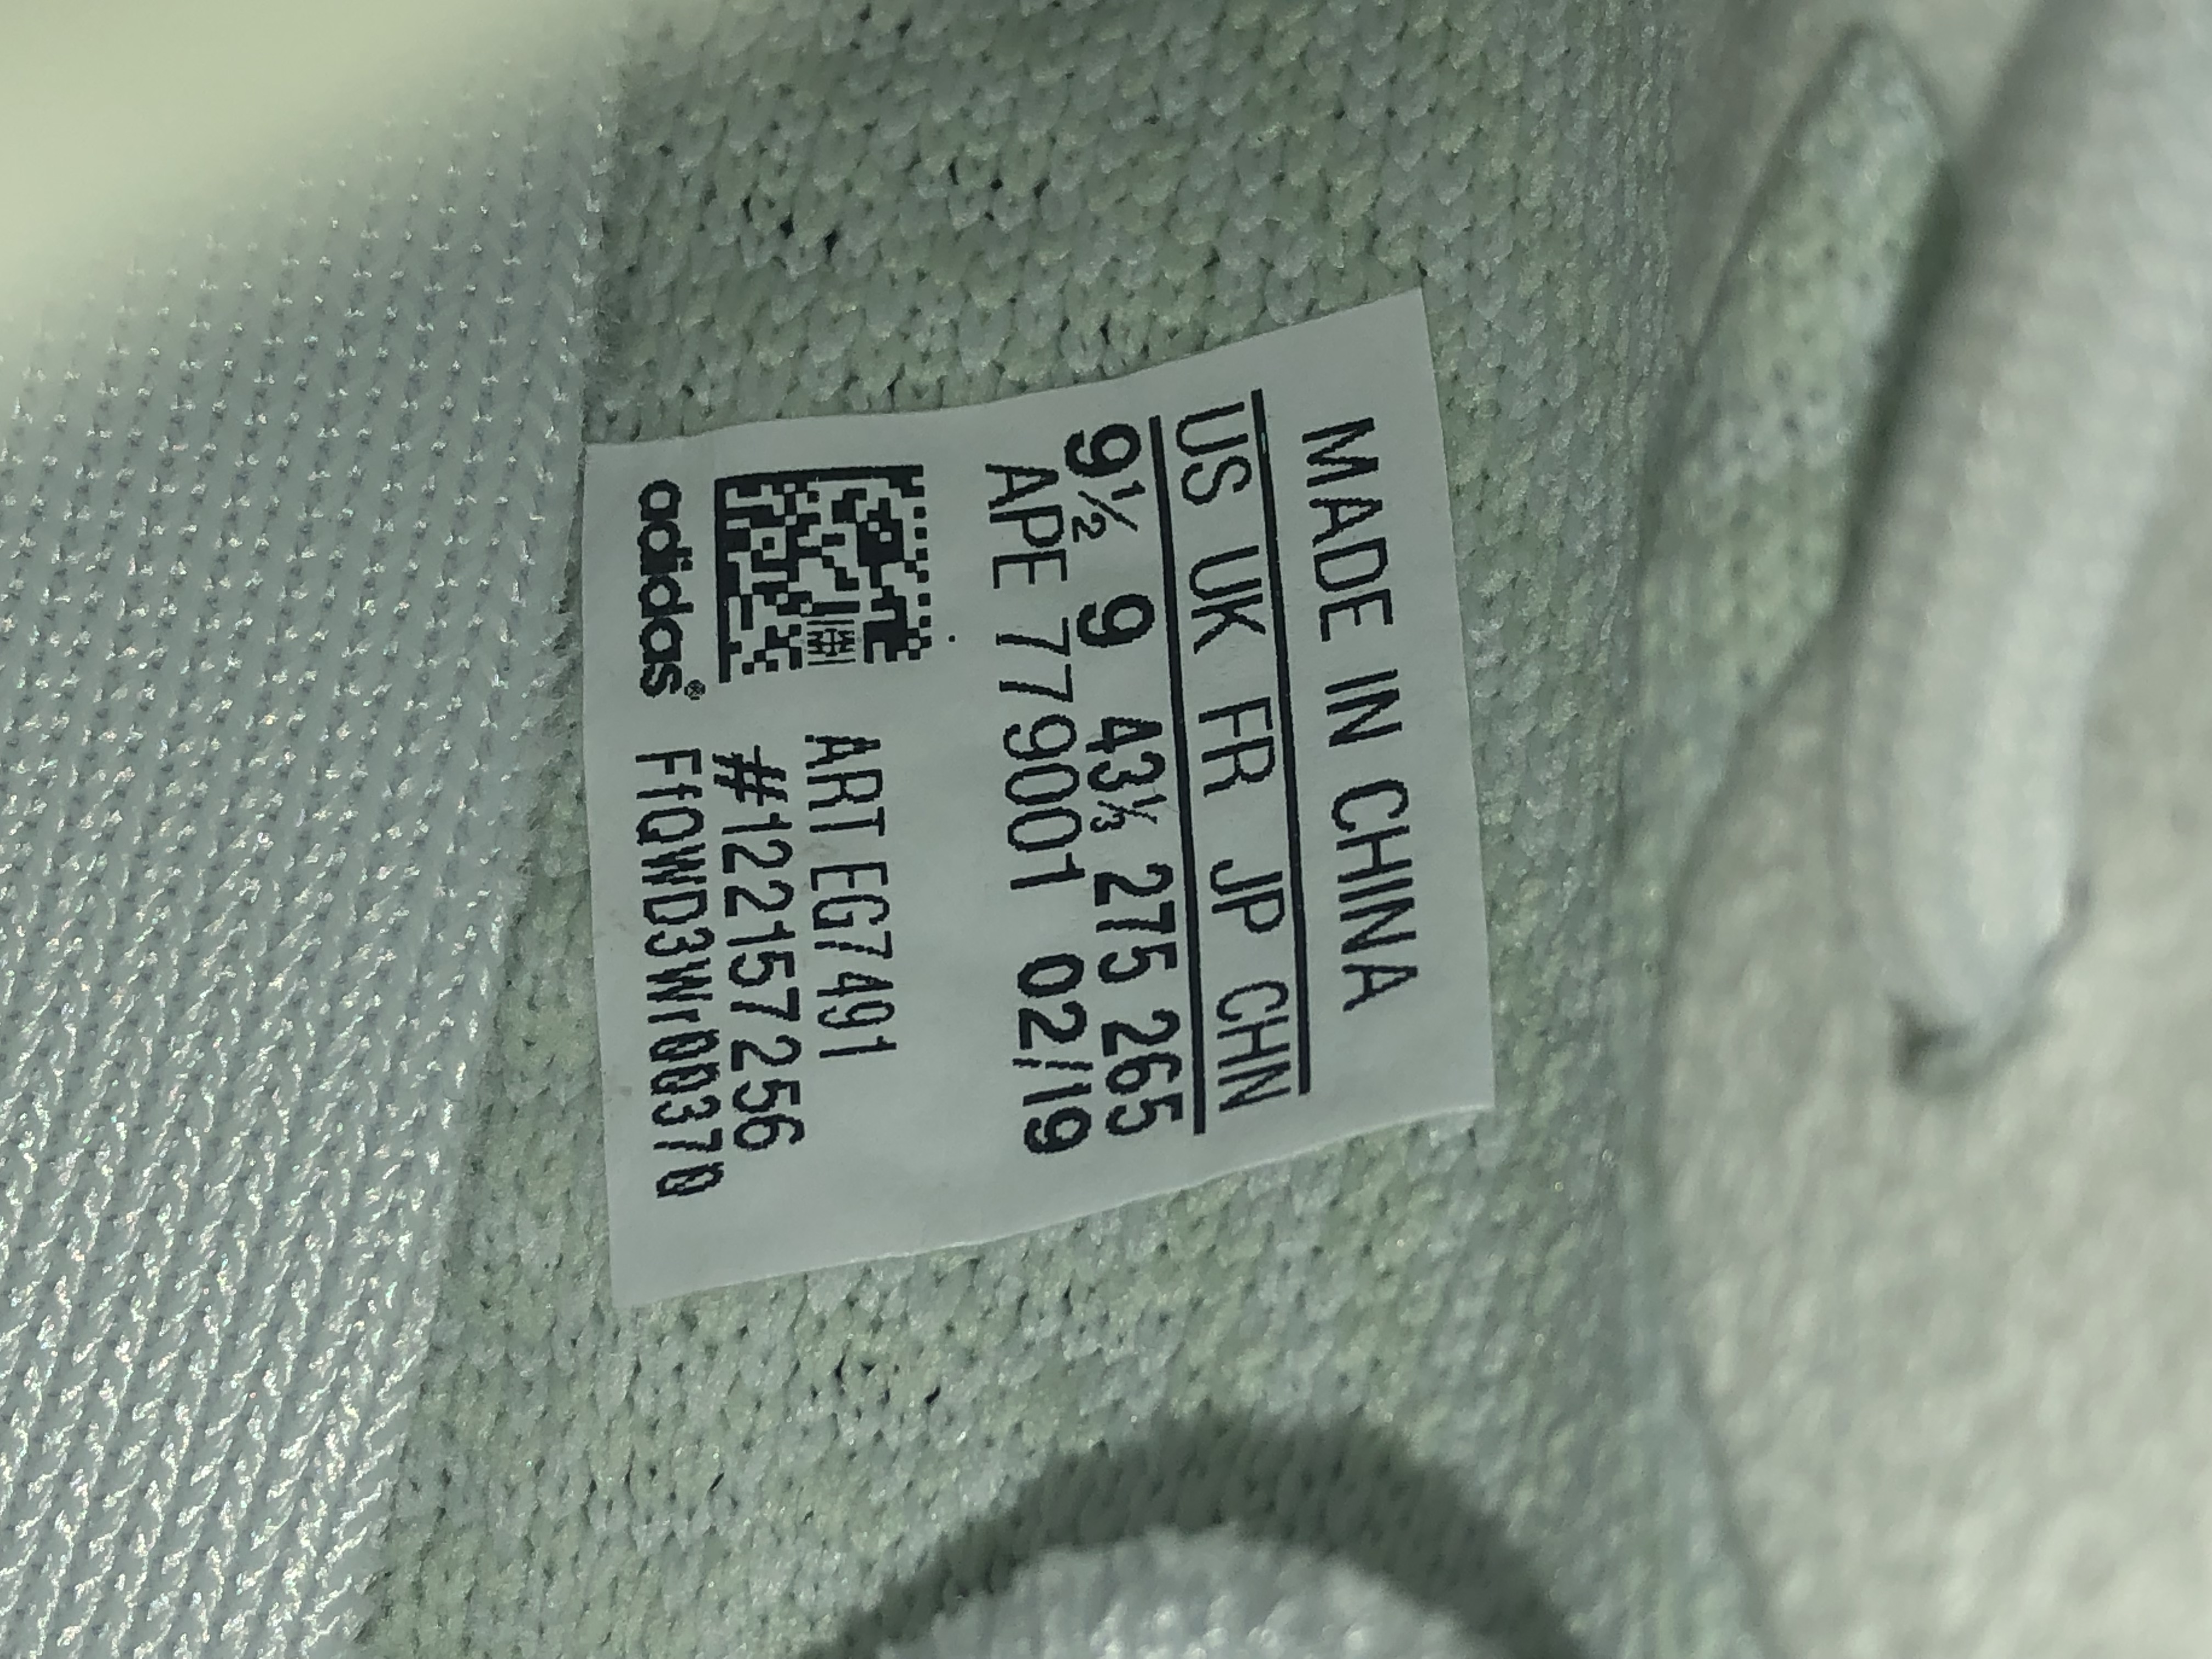 MADE IN CHINA
US UK FR JP CHN
9½ 9 43⅓ 275 265
APE 779001 02/19
ART EG7491
#122157256
adidas® FfQWD3Wr00370